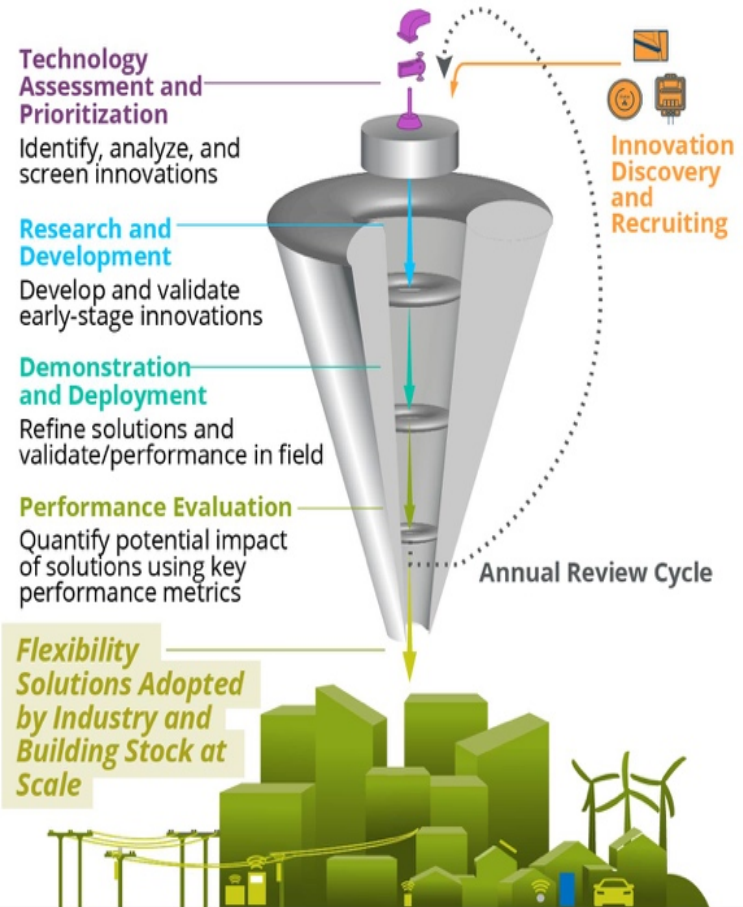 Technology
Assessment and
Prioritization
Identify, analyze, and
screen innovations
Innovation
Discovery
and
Recruiting
Research and
Development
Develop and validate
early-stage innovations
Demonstration
and Deployment
Refine solutions and
validate/performance in field
Performance Evaluation
Quantify potential impact
of solutions using key
performance metrics
Annual Review Cycle
Flexibility
Solutions Adopted
by Industry and
Building Stock at
Scale